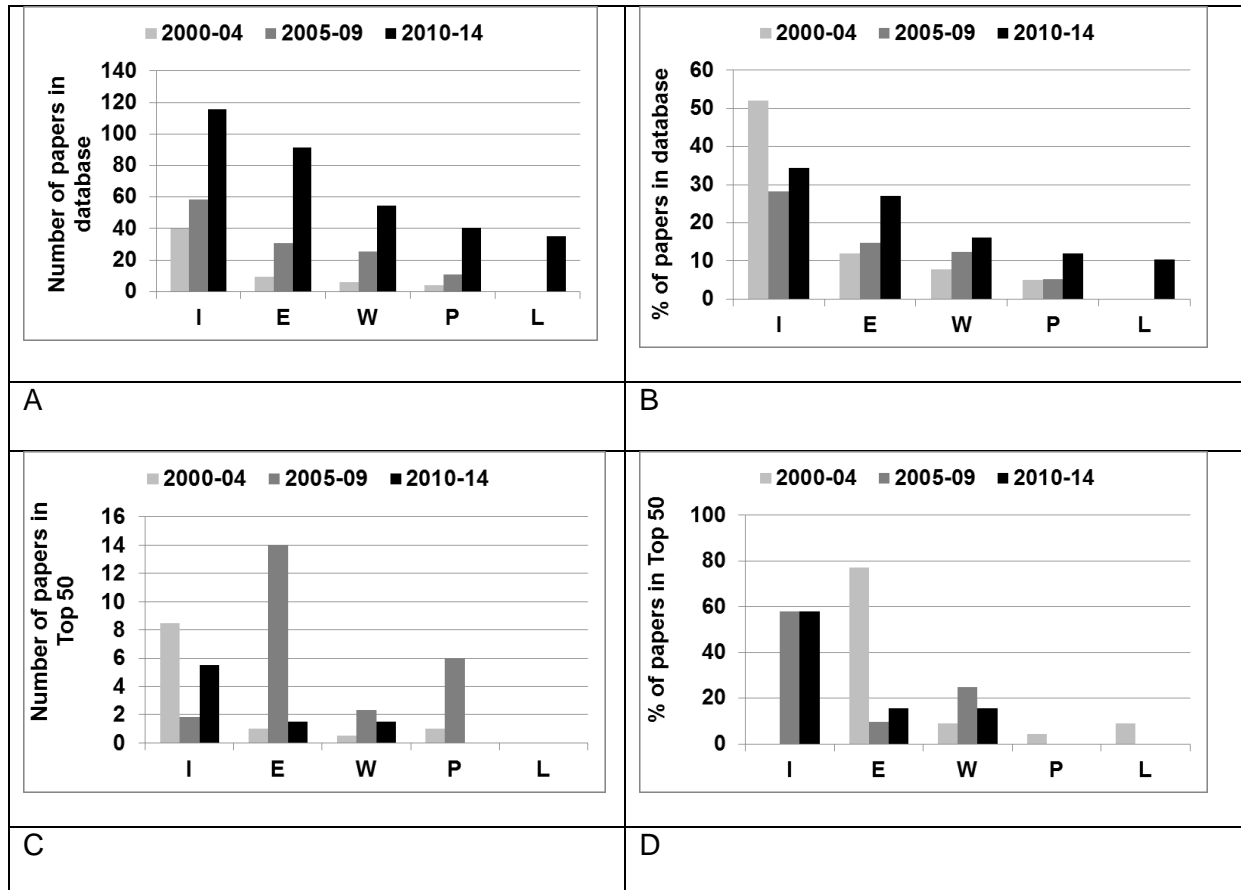 2000-04 2005-09 2010-14
Number of papers in
database
140
120
100
80
60
40
20
0
I E W P L
A
2000-04 2005-09 2010-14
% of papers in database
60
50
40
30
20
10
0
I E W P L
B
2000-04 2005-09 2010-14
Number of papers in
Top 50
16
14
12
10
8
6
4
2
0
I E W P L
C
2000-04 2005-09 2010-14
% of papers in Top 50
100
80
60
40
20
0
I E W P L
D